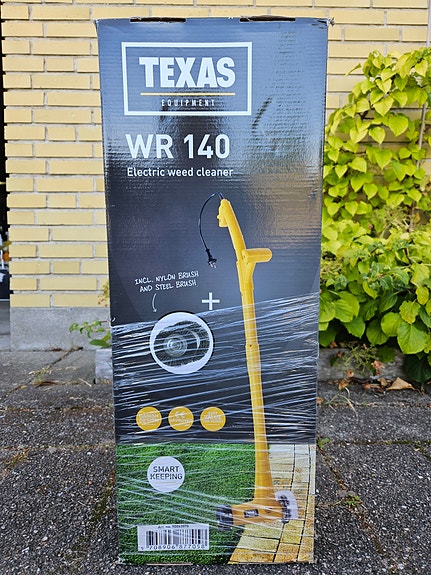 TEXAS
EQUIPMENT
WR 140
Electric weed cleaner
INCL. NYLON BRUSH
AND STEEL BRUSH
+
SMART
KEEPING